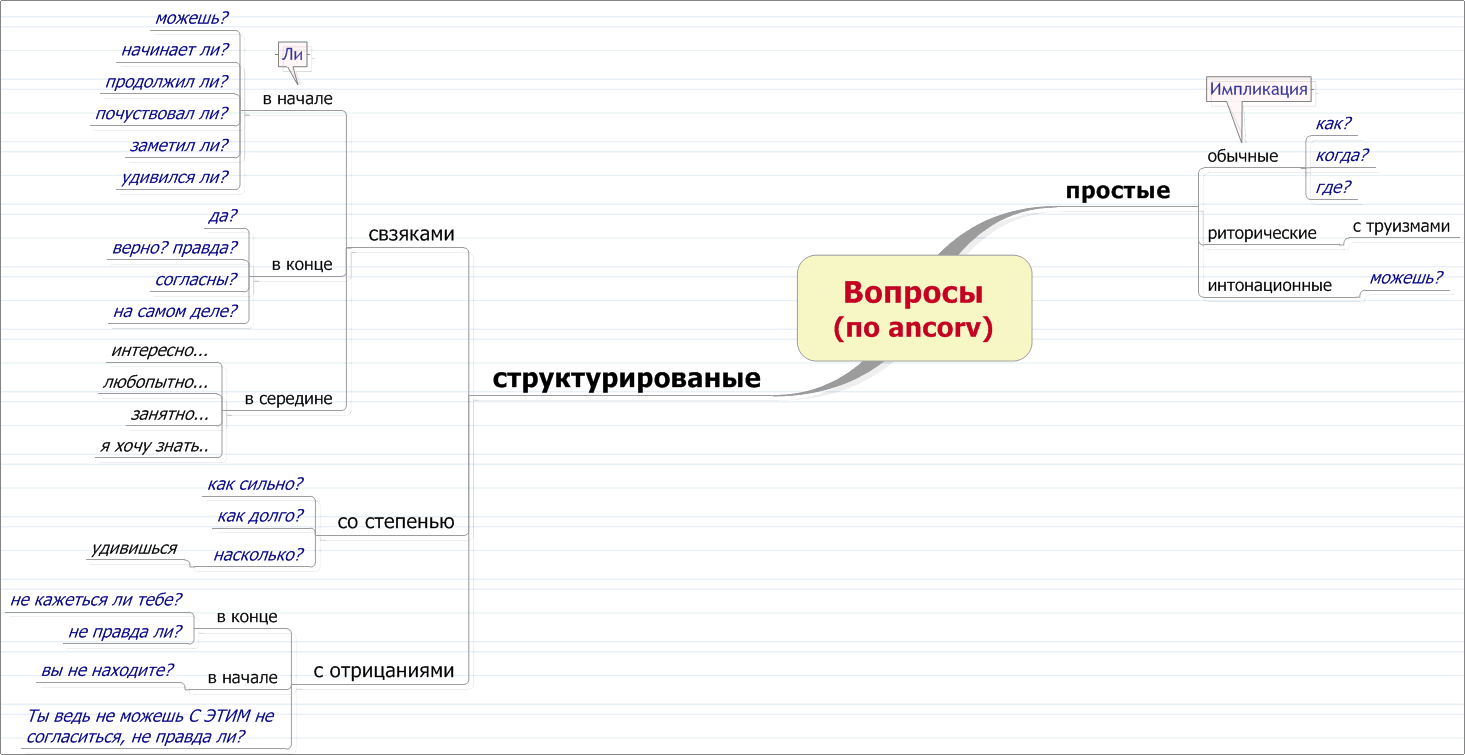 Вопросы
(по ancorv)
простые
Импликация
обычные
как?
когда?
где?
риторические
с труизмами
интонационные
можешь?
структурированые
свзяками
Ли
в начале
можешь?
начинает ли?
продолжил ли?
почуствовал ли?
заметил ли?
удивился ли?
в конце
да?
верно? правда?
согласны?
на самом деле?
в середине
интересно...
любопытно...
занятно...
я хочу знать..
со степенью
как сильно?
как долго?
насколько?
удивишься
с отрицаниями
в конце
не кажеться ли тебе?
не правда ли?
в начале
вы не находите?
Ты ведь не можешь С ЭТИМ не
согласиться, не правда ли?